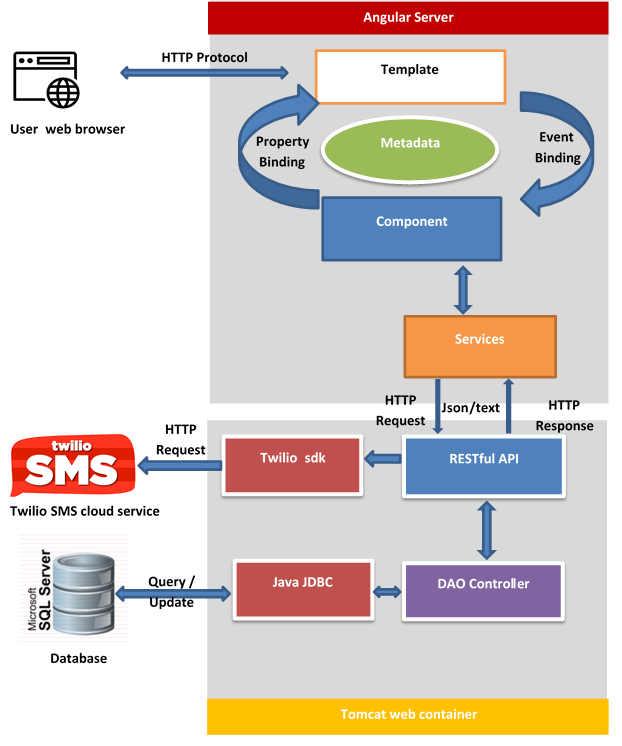 Angular Server
HTTP Protocol
Template
User web browser
Property
Binding
Metadata
Event
Binding
Component
Services
HTTP
Request
Json/text
HTTP
Response
HTTP
Request
twilio
SMS
Twilio sdk
RESTful API
Twilio SMS cloud service
Microsoft
SQL Server
Query /
Update
Java JDBC
DAO Controller
Database
Tomcat web container